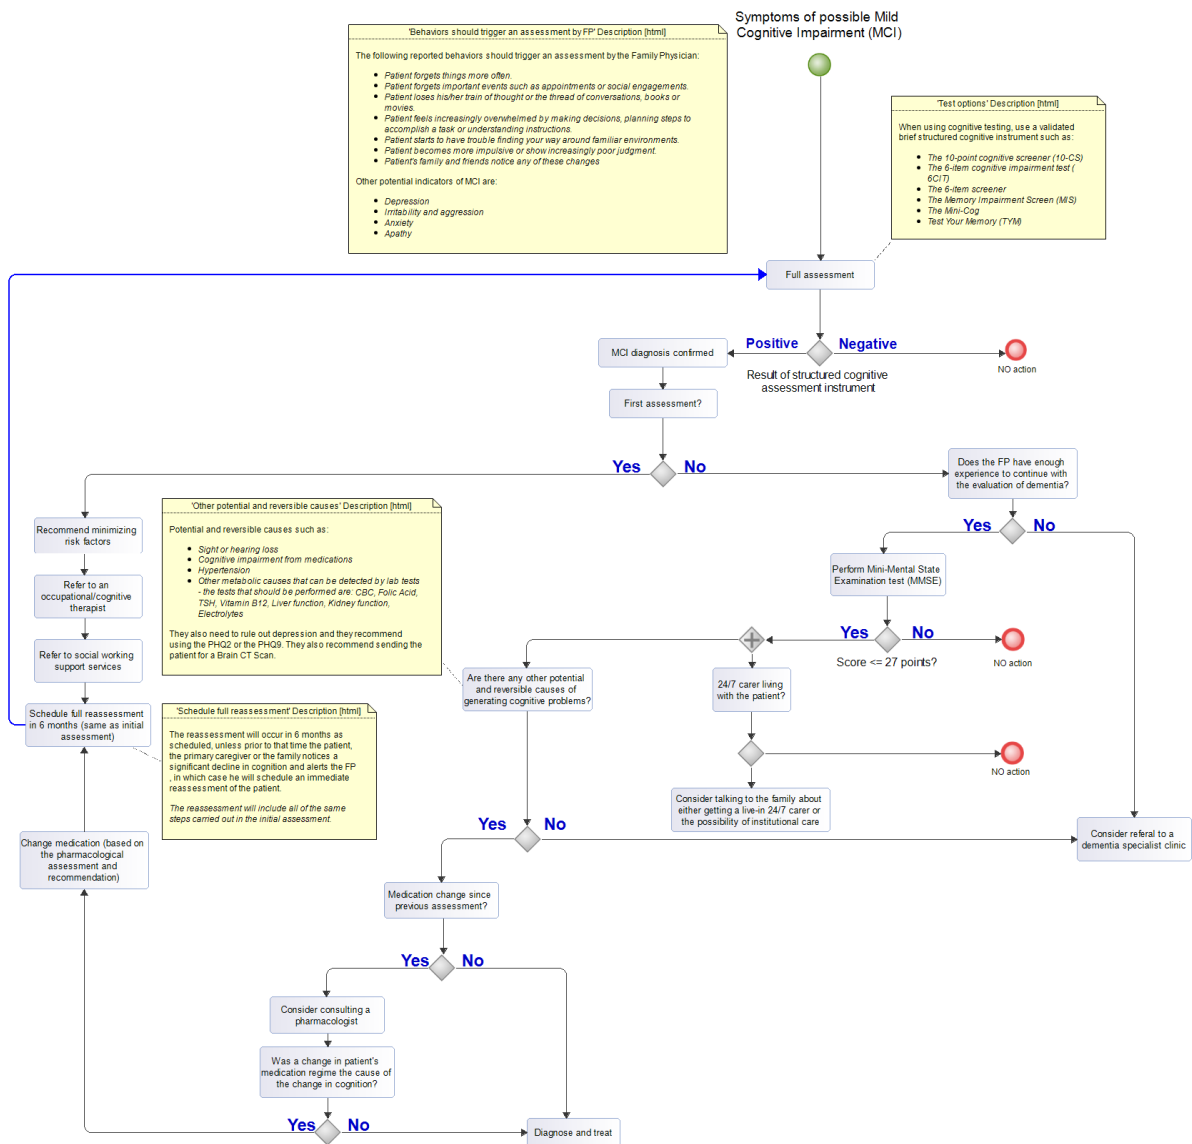 Symptoms of possible Mild
Cognitive Impairment (MCI)
'Behaviors should trigger an assessment by FP' Description [html]
The following reported behaviors should trigger an assessment by the Family Physician:
• Patient forgets things more often.
• Patient forgets important events such as appointments or social engagements.
• Patient loses his/her train of thought or the thread of conversations, books or
movies.
• Patient feels increasingly overwhelmed by making decisions, planning steps to
accomplish a task or understanding instructions.
• Patient starts to have trouble finding your way around familiar environments.
• Patient becomes more impulsive or show increasingly poor judgment.
• Patient's family and friends notice any of these changes
Other potential indicators of MCI are:
• Depression
• Irritability and aggression
• Anxiety
• Apathy
'Test options' Description [html]
When using cognitive testing, use a validated
brief structured cognitive instrument such as:
• The 10-point cognitive screener (10-CS)
• The 6-item cognitive impairment test (
6CIT)
• The 6-item screener
• The Memory Impairment Screen (MIS)
• The Mini-Cog
• Test Your Memory (TYM)
Full assessment
Positive
Negative
MCI diagnosis confirmed
Result of structured cognitive
assessment instrument
NO action
First assessment?
Yes
No
Does the FP have enough
experience to continue with
the evaluation of dementia?
Yes
No
Recommend minimizing
risk factors
Refer to an
occupational/cognitive
therapist
Refer to social working
support services
Schedule full reassessment
in 6 months (same as initial
assessment)
'Other potential and reversible causes' Description [html]
Potential and reversible causes such as:
• Sight or hearing loss
• Cognitive impairment from medications
• Hypertension
• Other metabolic causes that can be detected by lab tests
- the tests that should be performed are: CBC, Folic Acid,
TSH, Vitamin B12, Liver function, Kidney function,
Electrolytes
They also need to rule out depression and they recommend
using the PHQ2 or the PHQ9. They also recommend sending the
patient for a Brain CT Scan.
Perform Mini-Mental State
Examination test (MMSE)
Yes
No
Score <= 27 points?
NO action
Are there any other potential
and reversible causes of
generating cognitive problems?
24/7 carer living
with the patient?
NO action
'Schedule full reassessment' Description [html]
The reassessment will occur in 6 months as
scheduled, unless prior to that time the patient,
the primary caregiver or the family notices a
significant decline in cognition and alerts the FP
, in which case he will schedule an immediate
reassessment of the patient.
The reassessment will include all of the same
steps carried out in the initial assessment.
Consider talking to the family about
either getting a live-in 24/7 carer or
the possibility of institutional care
Yes
No
Consider referal to a
dementia specialist clinic
Change medication (based on
the pharmacological
assessment and
recommendation)
Medication change since
previous assessment?
Yes
No
Consider consulting a
pharmacologist
Was a change in patient's
medication regime the cause of
the change in cognition?
Yes
No
Diagnose and treat